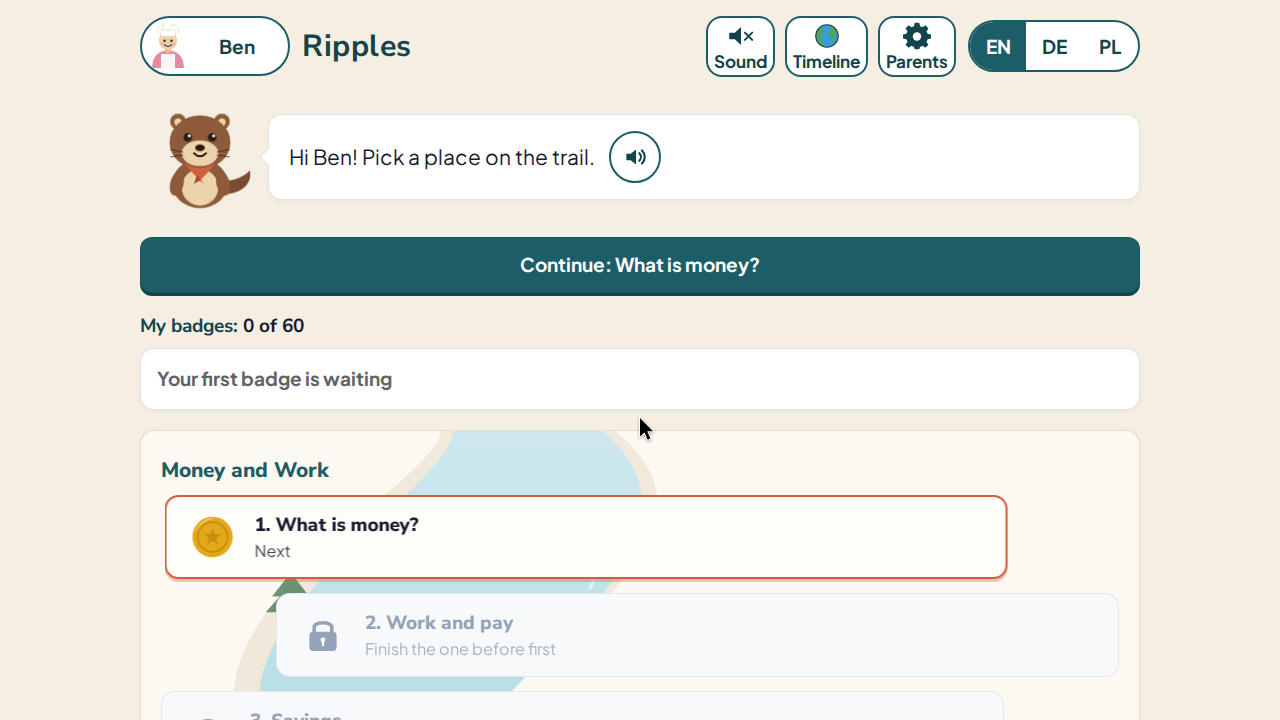 Ben
Ripples
Sound
Timeline
Parents
EN
DE
PL
Hi Ben! Pick a place on the trail.
Continue: What is money?
My badges: 0 of 60
Your first badge is waiting
Money and Work
1. What is money?
Next
2. Work and pay
Finish the one before first
3. Savings